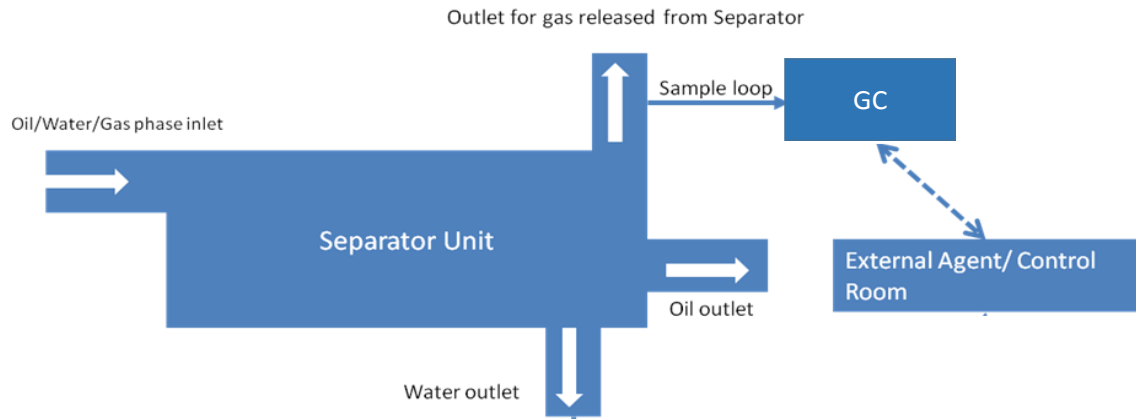 Outlet for gas released from Separator
Sample loop
GC
Oil/Water/Gas phase inlet
Separator Unit
External Agent/ Control
Room
Oil outlet
Water outlet